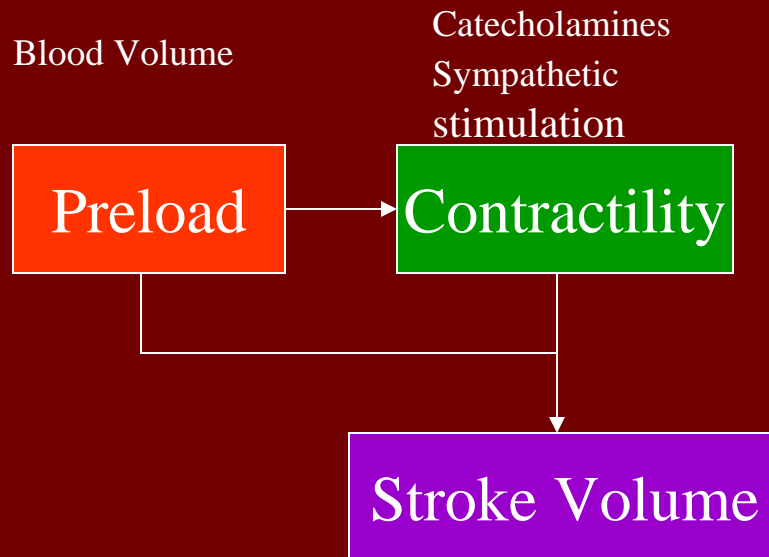 Blood Volume
Catecholamines
Sympathetic
stimulation
Preload
Contractility
Stroke Volume